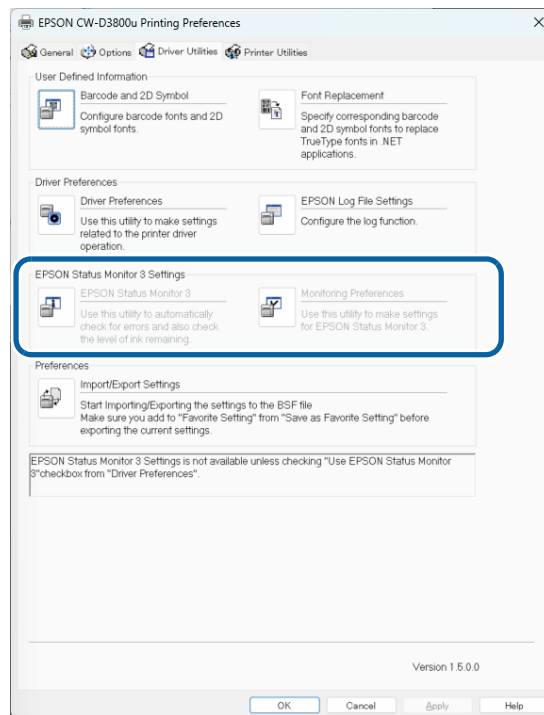 EPSON CW-D3800u Printing Preferences
General Options Driver Utilities Printer Utilities
User Defined Information
Barcode and 2D Symbol
Configure barcode fonts and 2D
symbol fonts.
Font Replacement
Specify corresponding barcode
and 2D symbol fonts to replace
TrueType fonts in .NET
applications.
Driver Preferences
Driver Preferences
Use this utility to make settings
related to the printer driver
operation.
EPSON Log File Settings
Configure the log function.
EPSON Status Monitor 3 Settings
EPSON Status Monitor 3
Use this utility to automatically
check for errors and also check
the level of ink remaining.
Monitoring Preferences
Use this utility to make settings
for EPSON Status Monitor 3.
Preferences
Import/Export Settings
Start Importing/Exporting the settings to the BSF file
Make sure you add to "Favorite Setting" from "Save as Favorite Setting" before
exporting the current settings.
EPSON Status Monitor 3 Settings is not available unless checking "Use EPSON Status Monitor
3"checkbox from "Driver Preferences".
Version 1.5.0.0
OK Cancel Apply Help